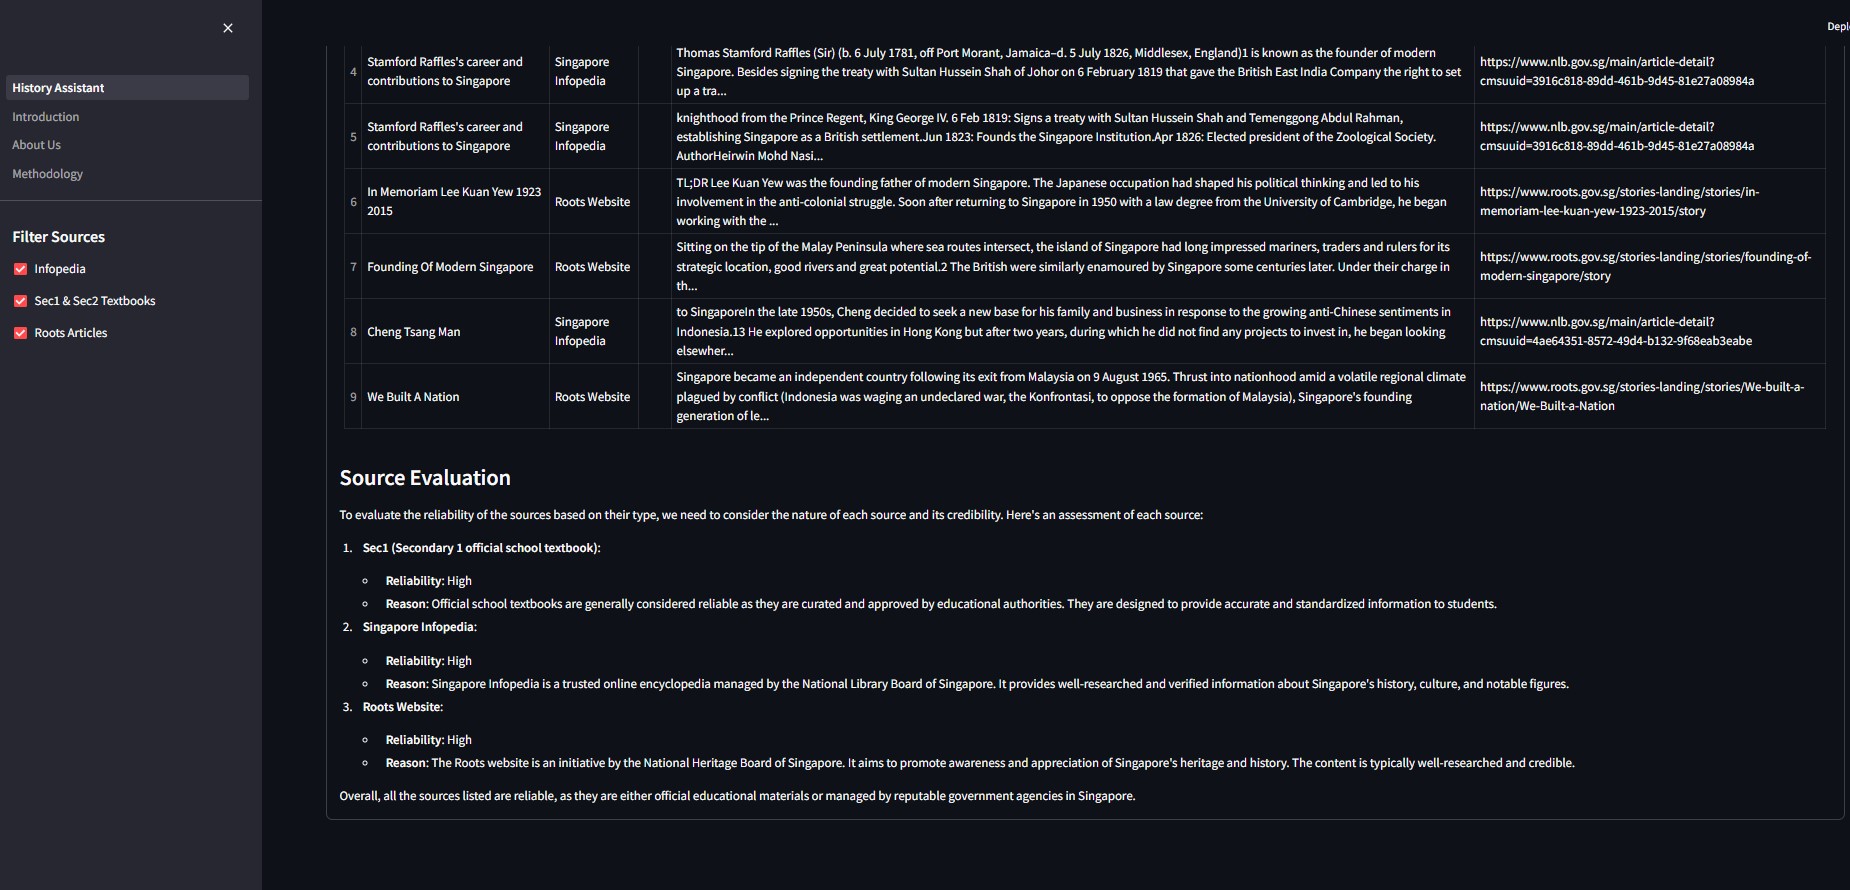 Depl
History Assistant
Introduction
About Us
Methodology
Filter Sources
Infopedia
Sec1 & Sec2 Textbooks
Roots Articles
4
Stamford Raffles's career and
contributions to Singapore
Singapore
Infopedia
Thomas Stamford Raffles (Sir) (b. 6 July 1781, off Port Morant, Jamaica–d. 5 July 1826, Middlesex, England)1 is known as the founder of modern
Singapore. Besides signing the treaty with Sultan Hussein Shah of Johor on 6 February 1819 that gave the British East India Company the right to set
up a tra...
https://www.nlb.gov.sg/main/article-detail?
cmsuuid=3916c818-89dd-461b-9d45-81e27a08984a
5
Stamford Raffles's career and
contributions to Singapore
Singapore
Infopedia
knighthood from the Prince Regent, King George IV. 6 Feb 1819: Signs a treaty with Sultan Hussein Shah and Temenggong Abdul Rahman,
establishing Singapore as a British settlement.Jun 1823: Founds the Singapore Institution.Apr 1826: Elected president of the Zoological Society.
AuthorHeirwin Mohd Nasi...
https://www.nlb.gov.sg/main/article-detail?
cmsuuid=3916c818-89dd-461b-9d45-81e27a08984a
6
In Memoriam Lee Kuan Yew 1923
2015
Roots Website
TL;DR Lee Kuan Yew was the founding father of modern Singapore. The Japanese occupation had shaped his political thinking and led to his
involvement in the anti-colonial struggle. Soon after returning to Singapore in 1950 with a law degree from the University of Cambridge, he began
working with the ...
https://www.roots.gov.sg/stories-landing/stories/in-
memoriam-lee-kuan-yew-1923-2015/story
7
Founding Of Modern Singapore
Roots Website
Sitting on the tip of the Malay Peninsula where sea routes intersect, the island of Singapore had long impressed mariners, traders and rulers for its
strategic location, good rivers and great potential.2 The British were similarly enamoured by Singapore some centuries later. Under their charge in
th...
https://www.roots.gov.sg/stories-landing/stories/founding-of-
modern-singapore/story
8
Cheng Tsang Man
Singapore
Infopedia
to SingaporeIn the late 1950s, Cheng decided to seek a new base for his family and business in response to the growing anti-Chinese sentiments in
Indonesia.13 He explored opportunities in Hong Kong but after two years, during which he did not find any projects to invest in, he began looking
elsewher...
https://www.nlb.gov.sg/main/article-detail?
cmsuuid=4ae64351-8572-49d4-b132-9f68eab3eabe
9
We Built A Nation
Roots Website
Singapore became an independent country following its exit from Malaysia on 9 August 1965. Thrust into nationhood amid a volatile regional climate
plagued by conflict (Indonesia was waging an undeclared war, the Konfrontasi, to oppose the formation of Malaysia), Singapore's founding
generation of le...
https://www.roots.gov.sg/stories-landing/stories/We-built-a-
nation/We-Built-a-Nation
Source Evaluation
To evaluate the reliability of the sources based on their type, we need to consider the nature of each source and its credibility. Here's an assessment of each source:
1. Sec1 (Secondary 1 official school textbook):
Reliability: High
Reason: Official school textbooks are generally considered reliable as they are curated and approved by educational authorities. They are designed to provide accurate and standardized information to students.
2. Singapore Infopedia:
Reliability: High
Reason: Singapore Infopedia is a trusted online encyclopedia managed by the National Library Board of Singapore. It provides well-researched and verified information about Singapore's history, culture, and notable figures.
3. Roots Website:
Reliability: High
Reason: The Roots website is an initiative by the National Heritage Board of Singapore. It aims to promote awareness and appreciation of Singapore's heritage and history. The content is typically well-researched and credible.
Overall, all the sources listed are reliable, as they are either official educational materials or managed by reputable government agencies in Singapore.